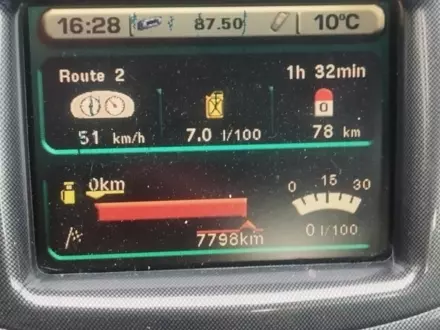 16:28 87.50 10°C
Route 2 1h 32min
0
51 km/h 7.0 l/100 78 km
0km 0 15 30
7798km 0 l/100